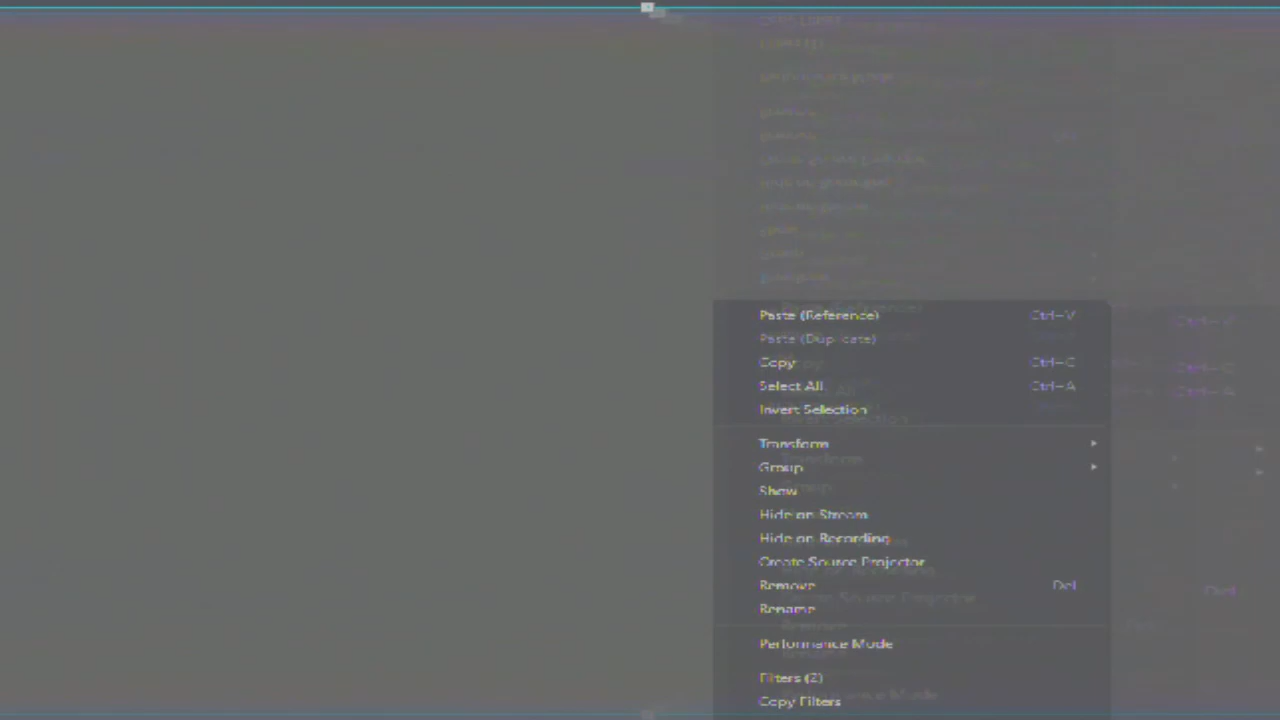 Paste (Reference) Ctrl–V
Paste (Duplicate)
Copy Ctrl–C
Select All Ctrl–A
Invert Selection
Transform
Group
Show
Hide on Stream
Hide on Recording
Create Source Projector
Remove Del
Rename
Performance Mode
Filters (2)
Copy Filters